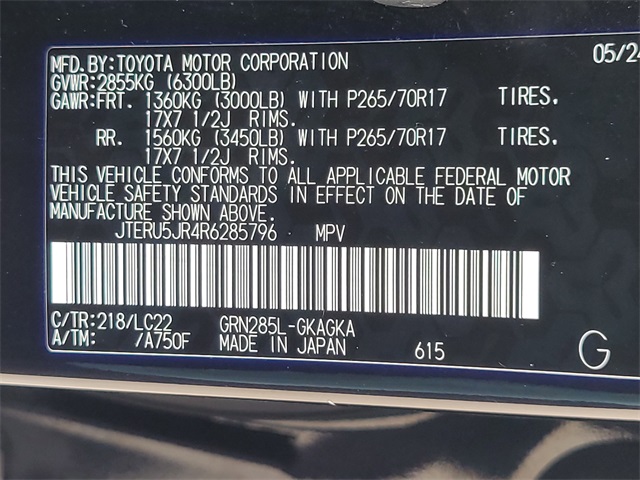 MFD. BY: TOYOTA MOTOR CORPORATION 05/24
GVWR: 2855KG (6300LB)
GAWR: FRT. 1360KG (3000LB) WITH P265/70R17 TIRES,
17X7 1/2J RIMS.
RR. 1560KG (3450LB) WITH P265/70R17 TIRES,
17X7 1/2J RIMS.
THIS VEHICLE CONFORMS TO ALL APPLICABLE FEDERAL MOTOR
VEHICLE SAFETY STANDARDS IN EFFECT ON THE DATE OF
MANUFACTURE SHOWN ABOVE.
JTERU5JR4R6285796 MPV
C/TR: 218/LC22 GRN285L-GKAGKA
A/TM: /A750F MADE IN JAPAN 615 G